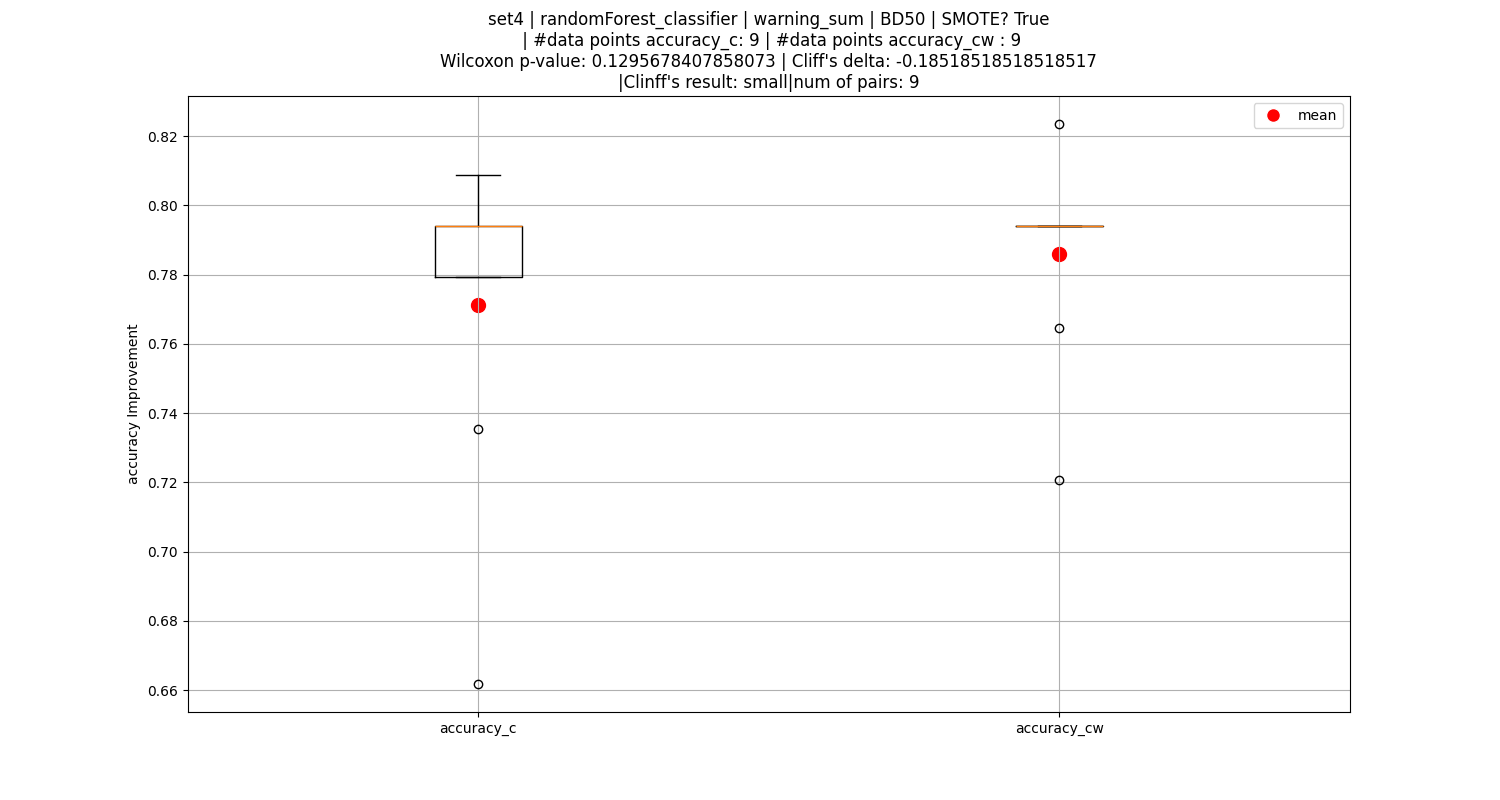 set4 | randomForest_classifier | warning_sum | BD50 | SMOTE? True
| #data points accuracy_c: 9 | #data points accuracy_cw : 9
Wilcoxon p-value: 0.1295678407858073 | Cliff's delta: -0.18518518518518517
|Clinff's result: small|num of pairs: 9
mean
0.82
0.80
0.78
0.76
0.74
0.72
0.70
0.68
0.66
accuracy Improvement
accuracy_c
accuracy_cw